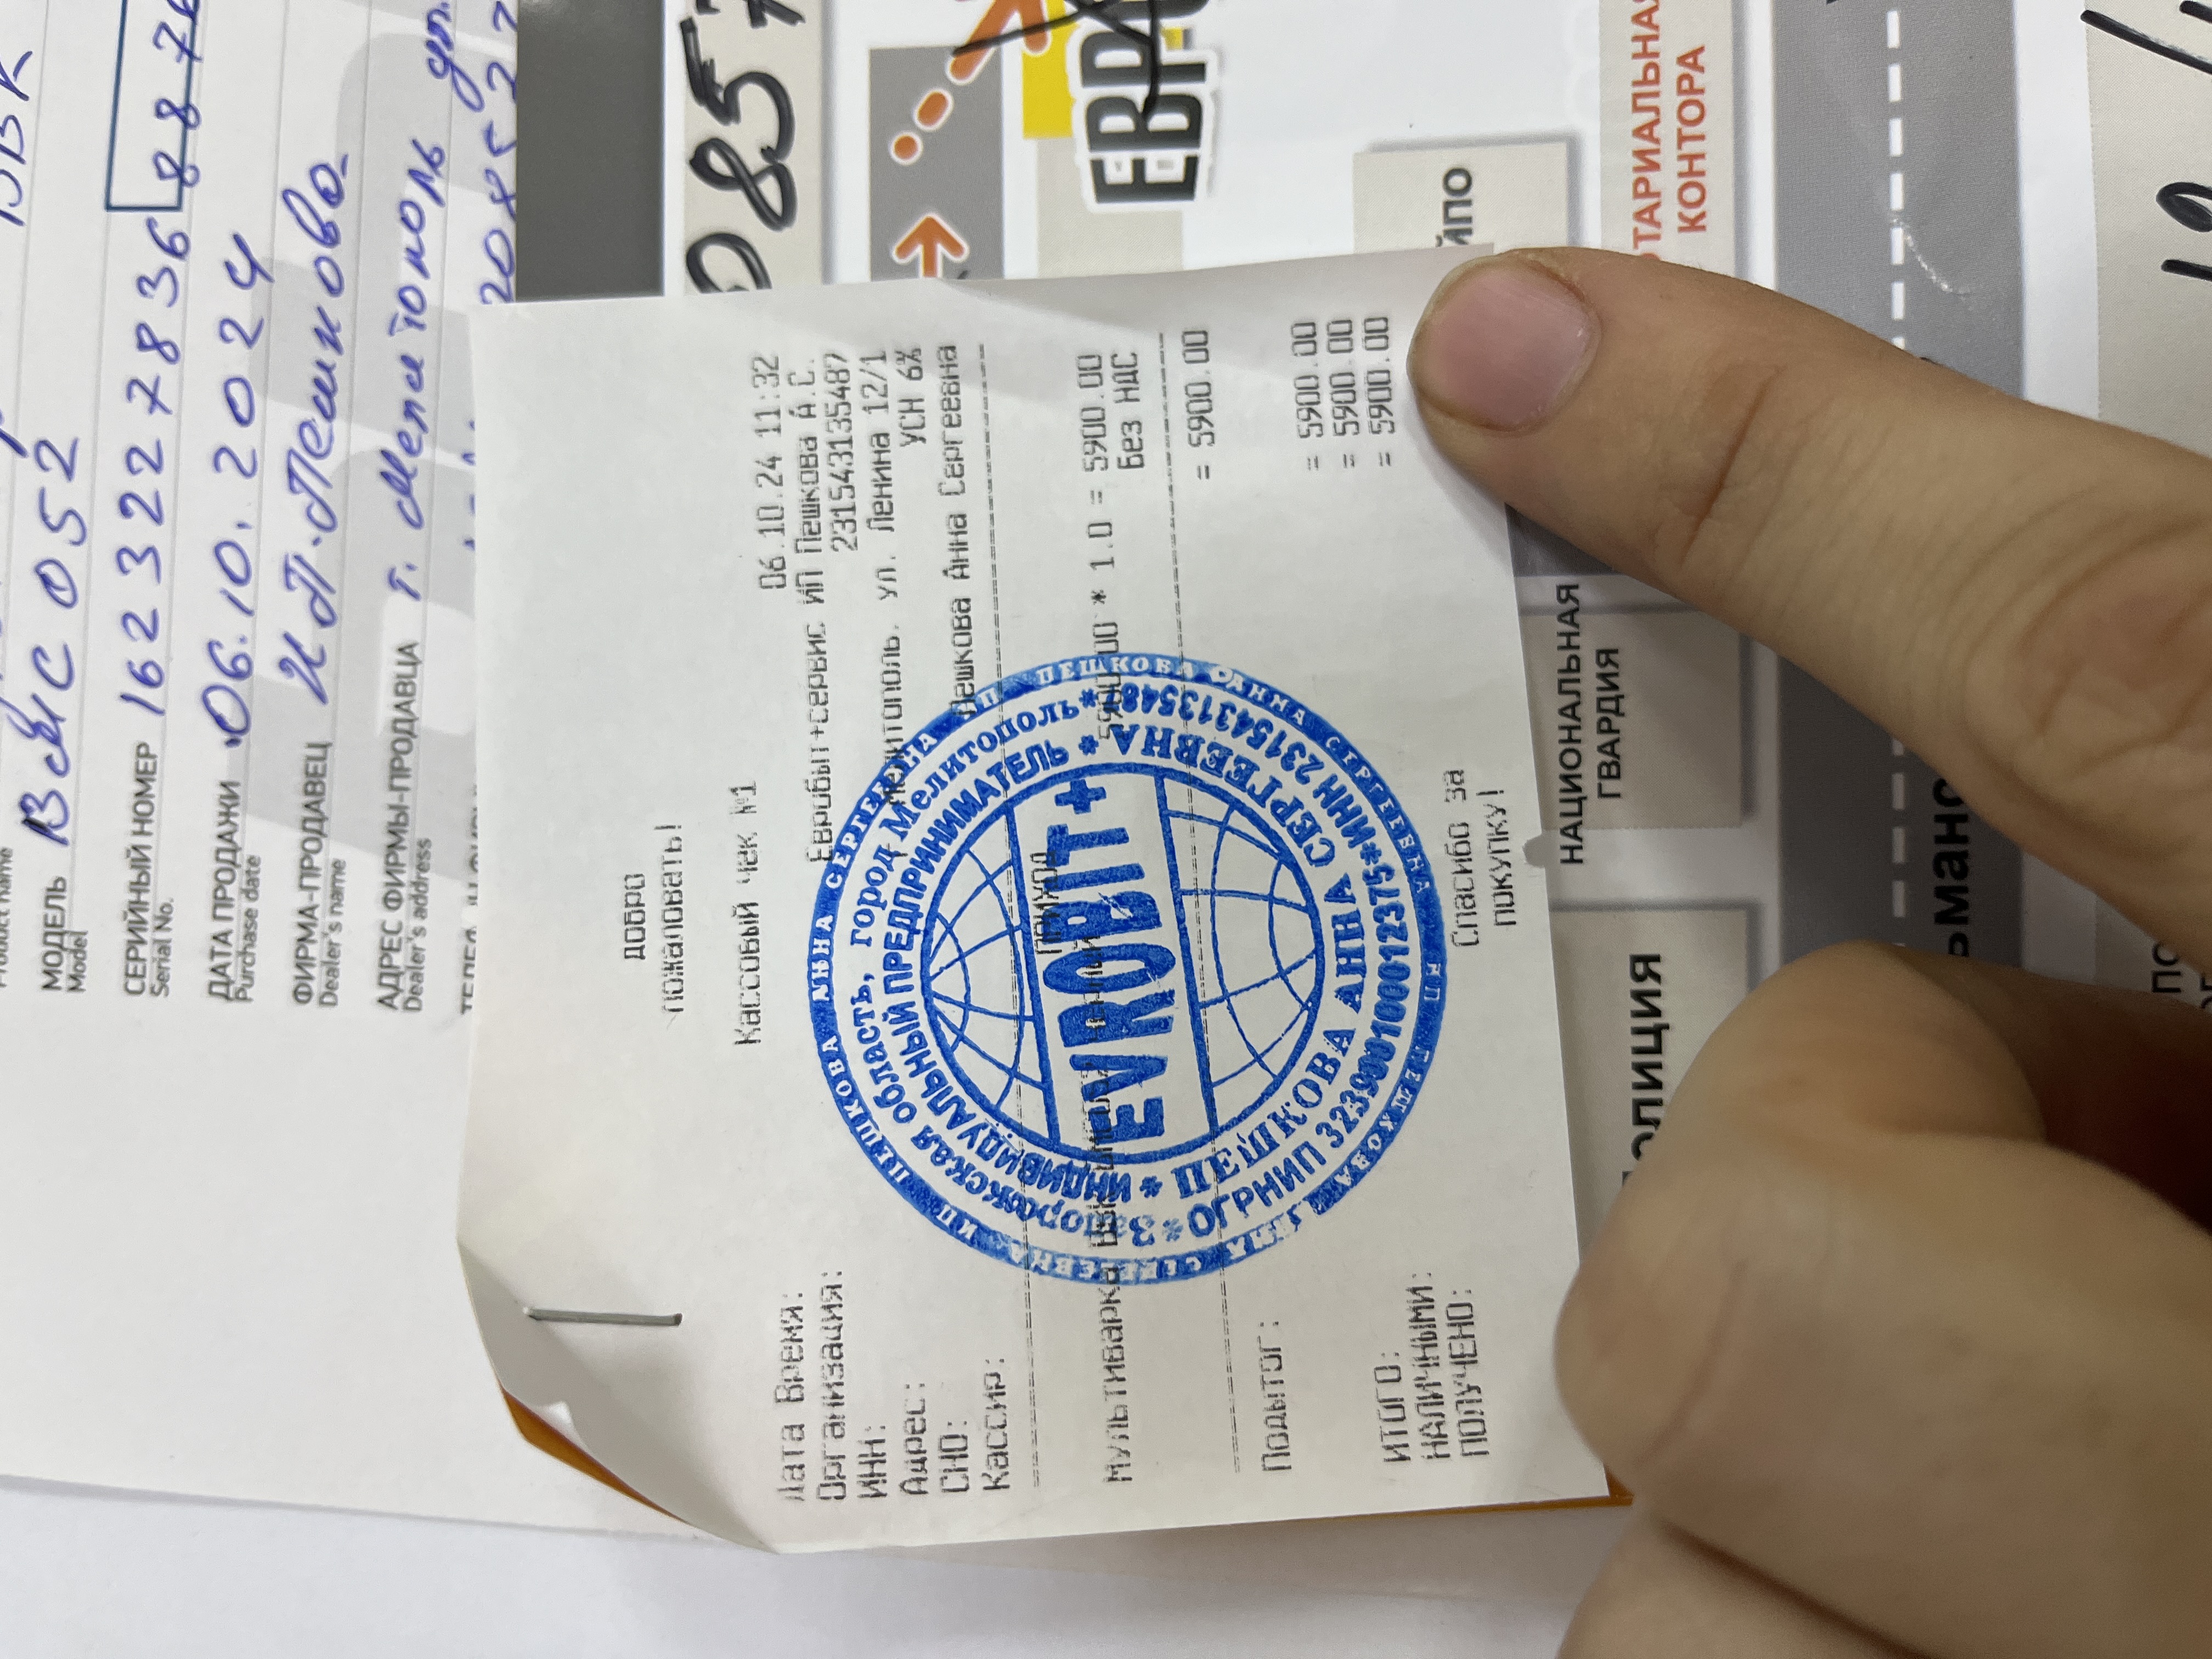 МОДЕЛЬ
Model
СЕРИЙНЫЙ НОМЕР 1623227836
Serial No.
ДАТА ПРОДАЖИ 06.10.2024
Purchase date
ФИРМА-ПРОДАВЕЦ ИП.Пешкова
Dealer's name
АДРЕС ФИРМЫ-ПРОДАВЦА г. Мелитополь ул.
Dealer's address
ДОБРО
ПОЖАЛОВАТЬ!
Кассовый чек №1
Дата Время: 06.10.24 11:32
Организация: Евробыт+сервис ИП Пешкова А.С.
ИНН: 231543135487
Адрес: г Мелитополь, ул. Ленина 12/1
СНО: УСН 6%
Кассир: Пешкова Анна Сергеевна
ПРИХОД
Мультиварка 5900.00 * 1.0 = 5900.00
Без НДС
Подытог: = 5900.00
ИТОГО: = 5900.00
НАЛИЧНЫМИ: = 5900.00
ПОЛУЧЕНО: = 5900.00
Спасибо за
покупку!
ИП ПЕШКОВА АННА СЕРГЕЕВНА
Запорожская область, город Мелитополь
ИНДИВИДУАЛЬНЫЙ ПРЕДПРИНИМАТЕЛЬ
EVROBIT+
ПЕШКОВА АННА СЕРГЕЕВНА
ОГРНИП 323900100012375*ИНН 231543135487
НАЦИОНАЛЬНАЯ
ГВАРДИЯ
КОНТОРА